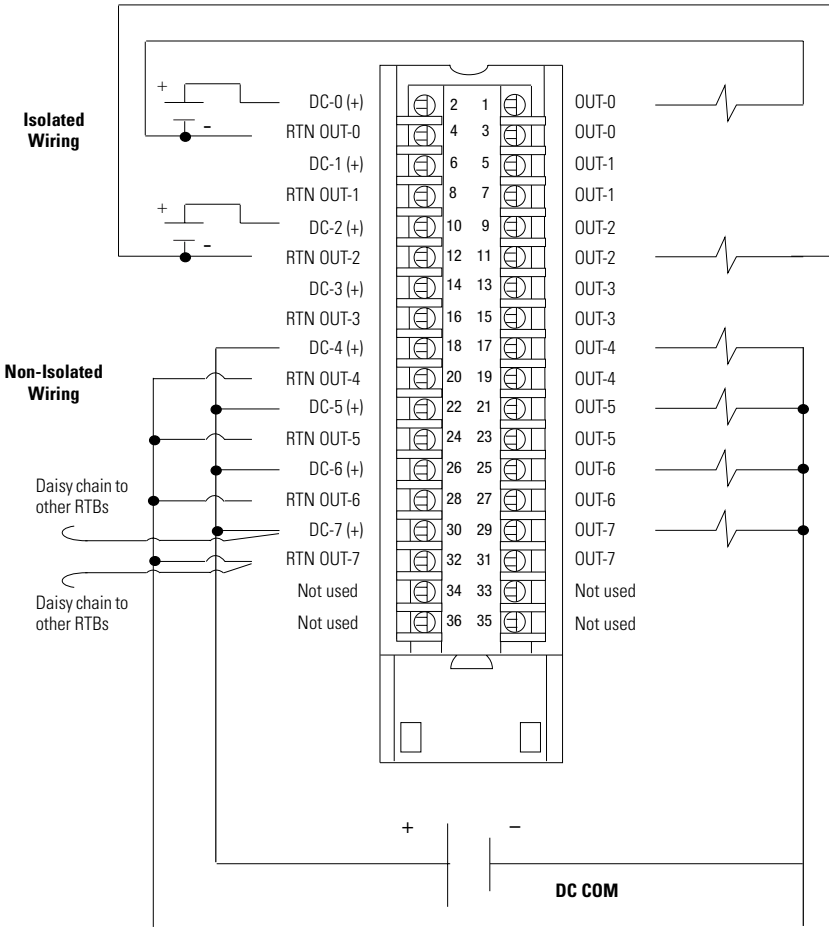 Isolated
Wiring
+
-
+
-
DC-0 (+) 2 1 OUT-0
RTN OUT-0 4 3 OUT-0
DC-1 (+) 6 5 OUT-1
RTN OUT-1 8 7 OUT-1
DC-2 (+) 10 9 OUT-2
RTN OUT-2 12 11 OUT-2
DC-3 (+) 14 13 OUT-3
RTN OUT-3 16 15 OUT-3
DC-4 (+) 18 17 OUT-4
Non-Isolated
Wiring
RTN OUT-4 20 19 OUT-4
DC-5 (+) 22 21 OUT-5
RTN OUT-5 24 23 OUT-5
DC-6 (+) 26 25 OUT-6
Daisy chain to
other RTBs
RTN OUT-6 28 27 OUT-6
DC-7 (+) 30 29 OUT-7
RTN OUT-7 32 31 OUT-7
Daisy chain to
other RTBs
Not used 34 33 Not used
Not used 36 35 Not used
+ –
DC COM